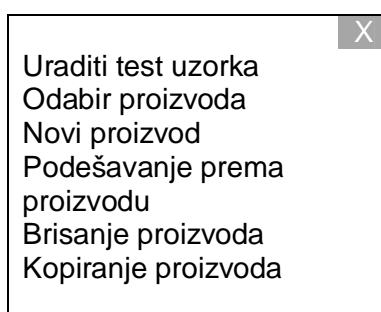 X
Uraditi test uzorka
Odabir proizvoda
Novi proizvod
Podešavanje prema
proizvodu
Brisanje proizvoda
Kopiranje proizvoda